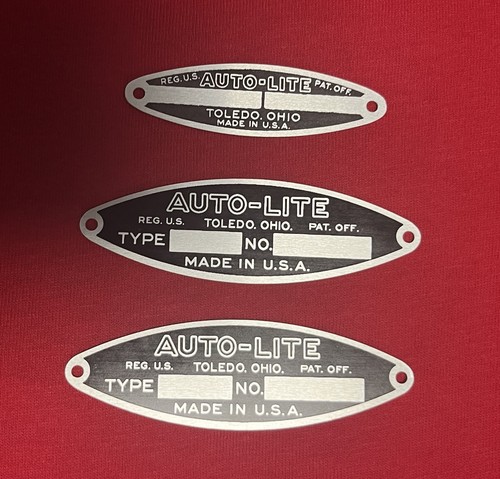 REG. U.S. AUTO-LITE PAT. OFF.
TOLEDO, OHIO
MADE IN U.S.A.
AUTO-LITE
REG. U.S. TOLEDO, OHIO. PAT. OFF.
TYPE NO.
MADE IN U.S.A.
AUTO-LITE
REG. U.S. TOLEDO, OHIO. PAT. OFF.
TYPE NO.
MADE IN U.S.A.